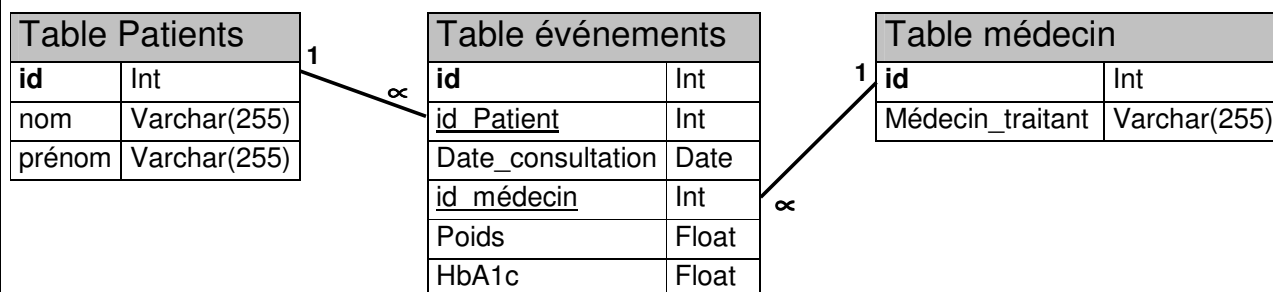 Table Patients
id Int
nom Varchar(255)
prénom Varchar(255)
1
∝
Table événements
id Int
id_Patient Int
Date_consultation Date
id_médecin Int
Poids Float
HbA1c Float
1
∝
Table médecin
id Int
Médecin_traitant Varchar(255)